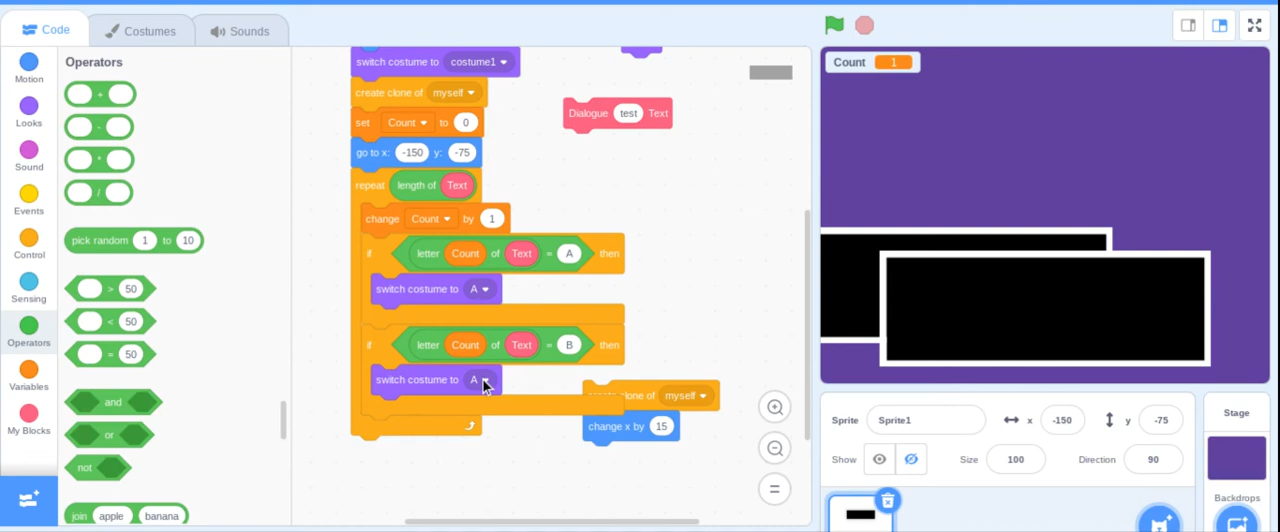 Code
Costumes
Sounds
Motion
Looks
Sound
Events
Control
Sensing
Operators
Variables
My Blocks
Operators
+
-
*
/
pick random 1 to 10
> 50
< 50
= 50
and
or
not
join apple banana
switch costume to costume1
create clone of myself
set Count to 0
go to x: -150 y: -75
repeat length of Text
change Count by 1
if letter Count of Text = A then
switch costume to A
if letter Count of Text = B then
switch costume to A
Dialogue test Text
clone of myself
change x by 15
Count 1
Sprite Sprite1 x -150 y -75
Show Size 100 Direction 90
Stage
Backdrops